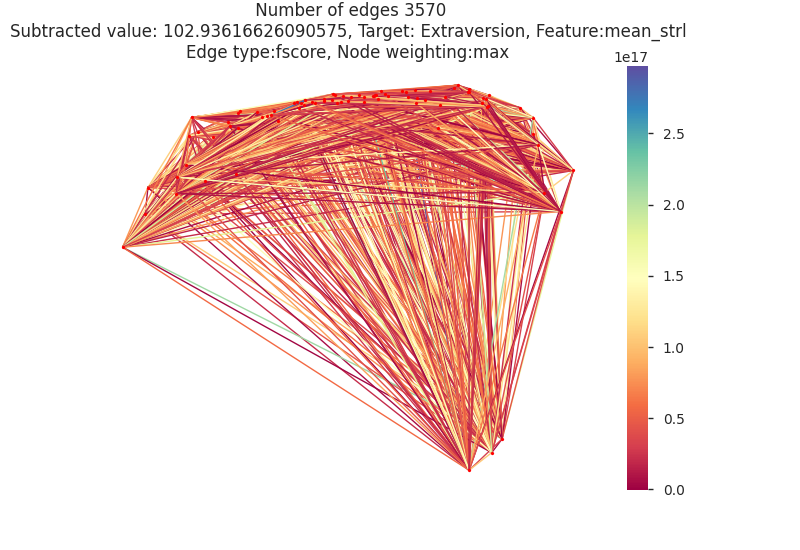 Number of edges 3570
Subtracted value: 102.93616626090575, Target: Extraversion, Feature:mean_strl
Edge type:fscore, Node weighting:max
1e17
2.5
2.0
1.5
1.0
0.5
0.0